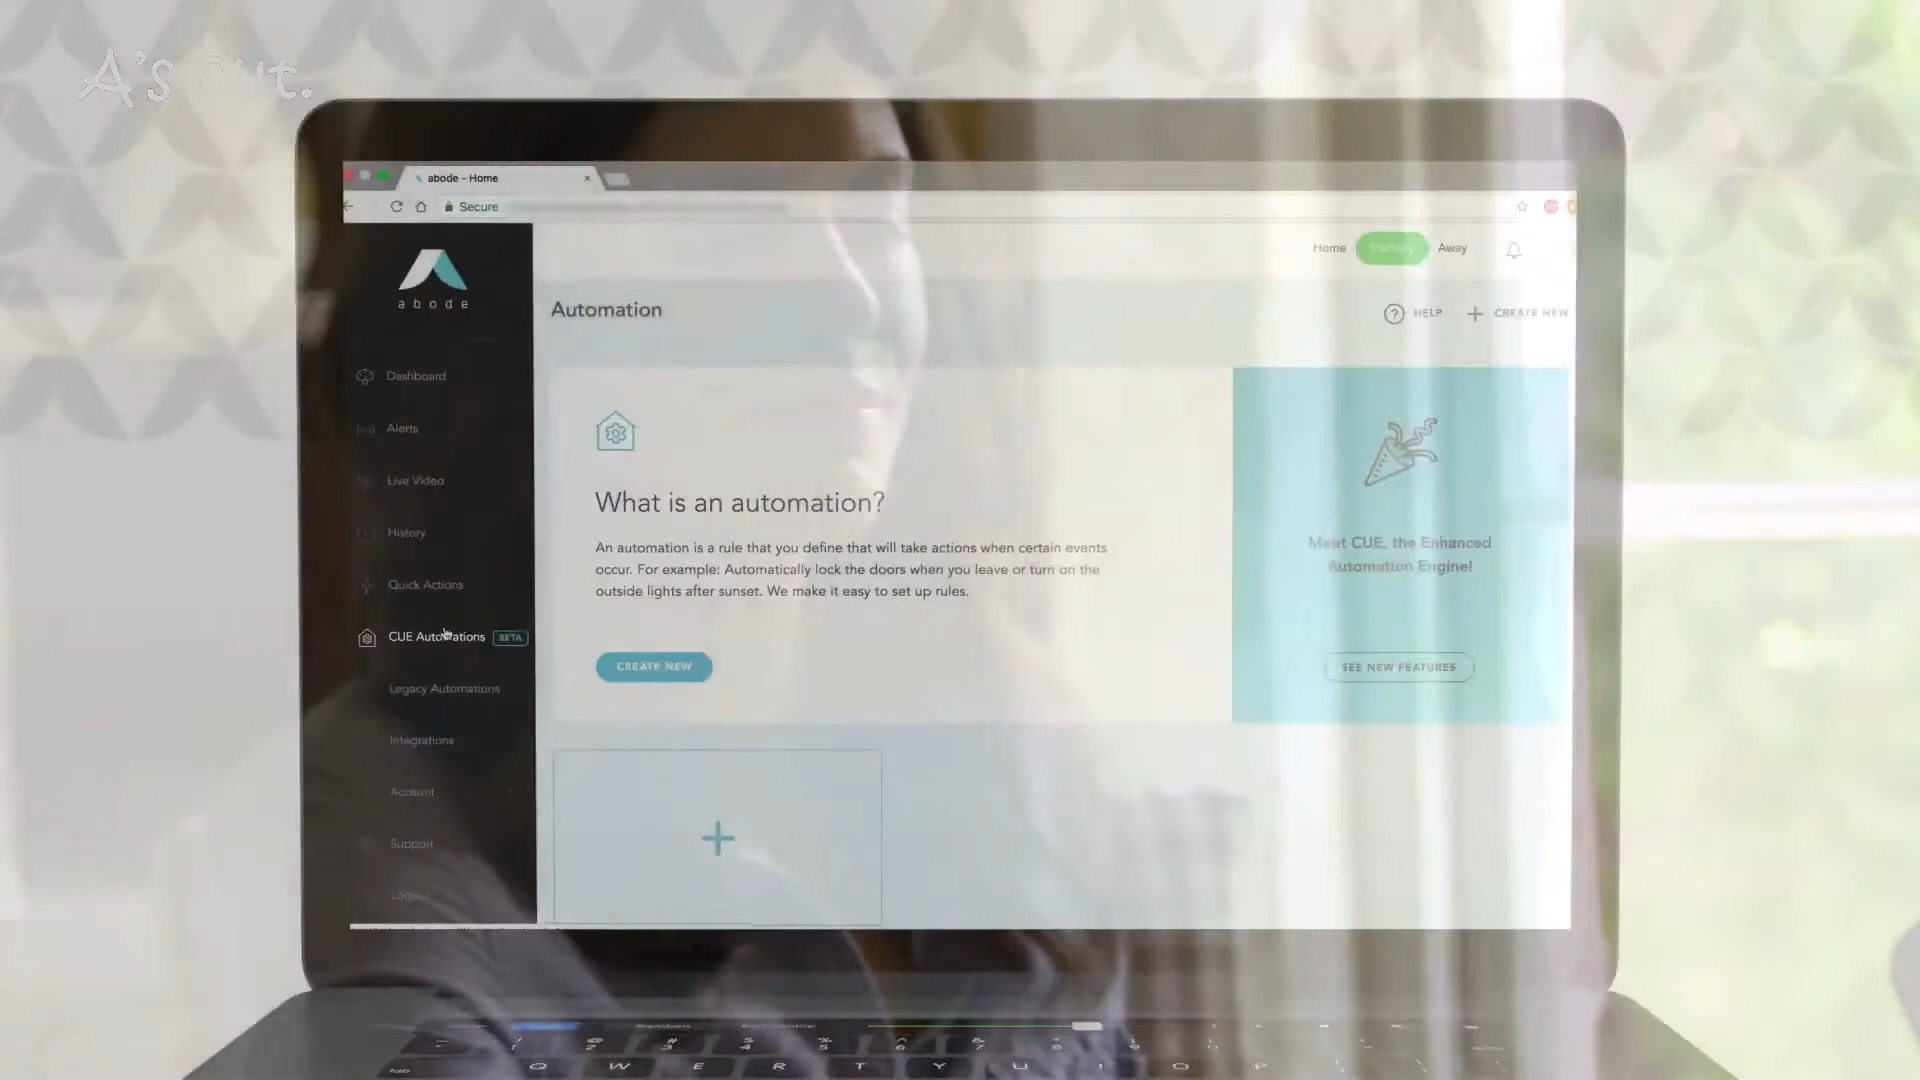 A's out.
abode - Home
Secure
abode
Home
Standby
Away
Automation
HELP
CREATE NEW
Dashboard
Alerts
Live Video
History
Quick Actions
CUE Automations
BETA
Legacy Automations
Integrations
Account
Support
Logout
What is an automation?
An automation is a rule that you define that will take actions when certain events
occur. For example: Automatically lock the doors when you leave or turn on the
outside lights after sunset. We make it easy to set up rules.
CREATE NEW
Meet CUE, the Enhanced
Automation Engine!
SEE NEW FEATURES
tab
Q W E R T Y U I O P